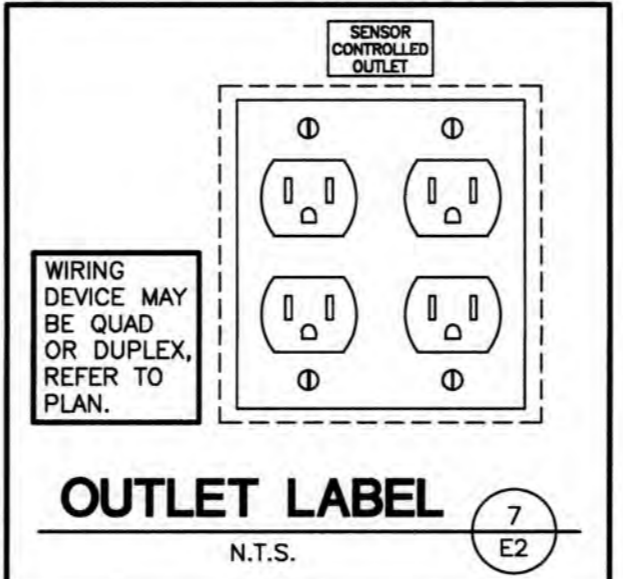 SENSOR
CONTROLLED
OUTLET
WIRING
DEVICE MAY
BE QUAD
OR DUPLEX,
REFER TO
PLAN.
OUTLET LABEL
7
E2
N.T.S.